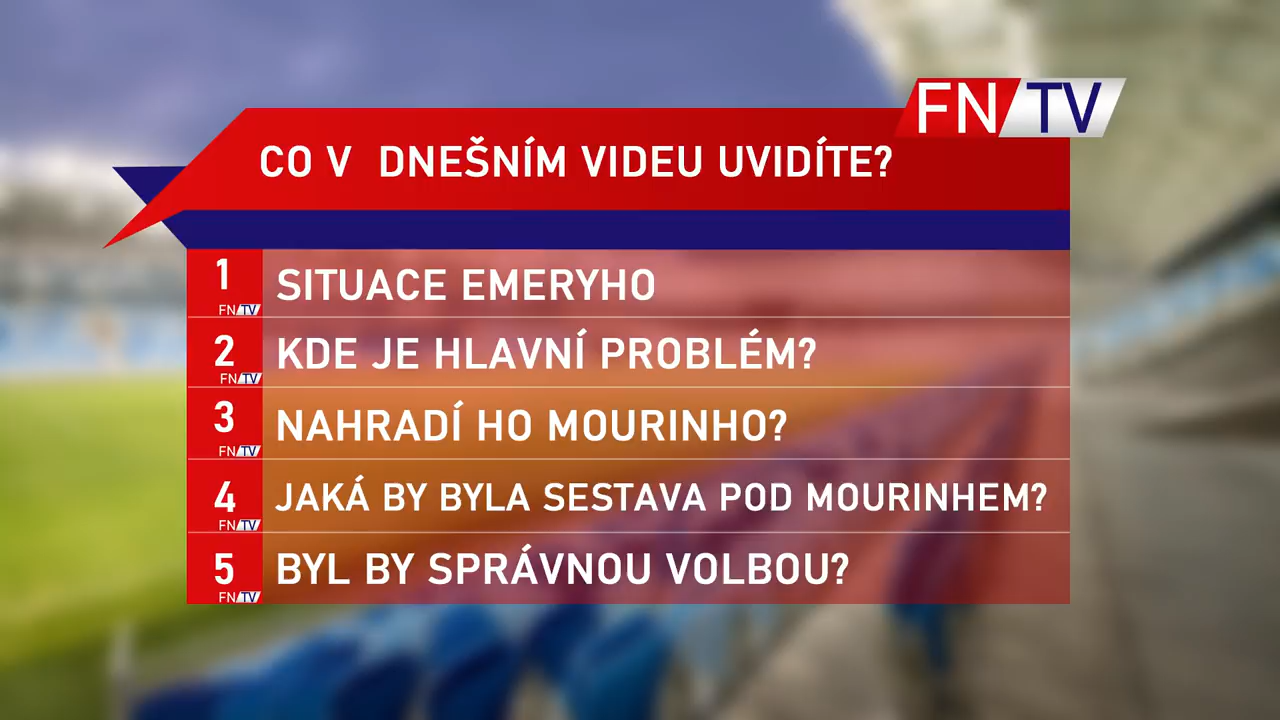 FN/TV
CO V DNEŠNÍM VIDEU UVIDÍTE?
1 SITUACE EMERYHO
FN/TV
2 KDE JE HLAVNÍ PROBLÉM?
FN/TV
3 NAHRADÍ HO MOURINHO?
FN/TV
4 JAKÁ BY BYLA SESTAVA POD MOURINHEM?
FN/TV
5 BYL BY SPRÁVNOU VOLBOU?
FN/TV